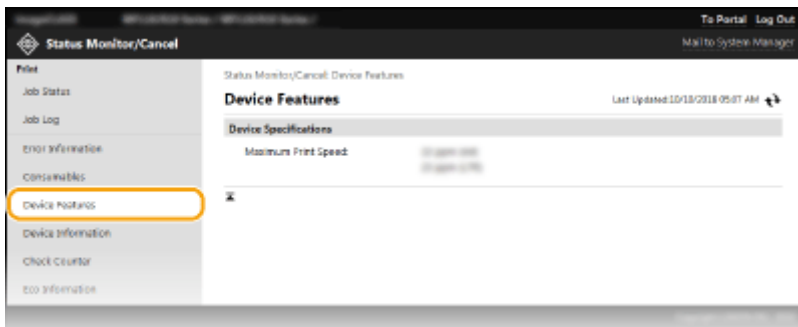 To Portal Log Out
Status Monitor/Cancel
Mail to System Manager
Print
Status Monitor/Cancel: Device Features
Job Status
Device Features
Last Updated:10/18/2018 05:07 AM
Job Log
Device Specifications
Error Information
Maximum Print Speed:
Consumables
Device Features
Device Information
Check Counter
Eco Information